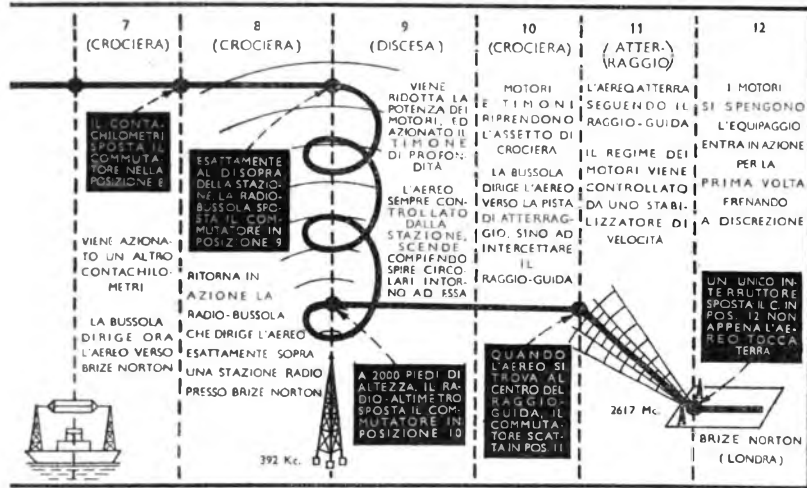 7
(CROCIERA)
IL CONTA-
CHILOMETRI
SPOSTA IL
COMMUTA-
TORE NELLA
POSIZIONE 8
VIENE AZIONA-
TO UN ALTRO
CONTACHILO-
METRI
LA BUSSOLA
DIRIGE ORA
L'AEREO VERSO
BRIZE NORTON
8
(CROCIERA)
ESATTAMENTE
AL DISOPRA
DELLA STAZIO-
NE, LA RADIO-
BUSSOLA SPO-
STA IL COM-
MUTATORE IN
POSIZIONE 9
RITORNA IN
AZIONE LA
RADIO-BUSSOLA
CHE DIRIGE L'AEREO
ESATTAMENTE SOPRA
UNA STAZIONE RADIO
PRESSO BRIZE NORTON
392 Kc.
9
(DISCESA)
VIENE
RIDOTTA LA
POTENZA DEI
MOTORI, ED
AZIONATO IL
TIMONE
DI PROFON-
DITÀ
L'AEREO
SEMPRE CON-
TROLLATO
DALLA
STAZIONE,
SCENDE
COMPIENDO
SPIRE CIRCO-
LARI INTOR-
NO AD ESSA
A 2000 PIEDI DI
ALTEZZA, IL RA-
DIO-ALTIMETRO
SPOSTA IL COM-
MUTATORE IN
POSIZIONE 10
10
(CROCIERA)
MOTORI
E TIMONI
RIPRENDONO
L'ASSETTO DI
CROCIERA
LA BUSSOLA
DIRIGE L'AEREO
VERSO LA PISTA
DI ATTERRAG-
GIO, SINO AD
INTERCETTARE
IL
RAGGIO-GUIDA
QUANDO
L'AEREO SI
TROVA AL
CENTRO DEL
RAGGIO-
GUIDA, IL
COMMUTA-
TORE SCAT-
TA IN POS. 11
11
(ATTER-)
(RAGGIO)
L'AEREO ATTERRA
SEGUENDO IL
RAGGIO-GUIDA
IL REGIME DEI
MOTORI VIENE
CONTROLLATO
DA UNO STABI-
LIZZATORE DI
VELOCITÀ
2617 Mc.
12
I MOTORI
SI SPENGONO
L'EQUIPAGGIO
ENTRA IN AZIONE
PER LA
PRIMA VOLTA
FRENANDO
A DISCREZIONE
UN UNICO IN-
TERRUTTORE
SPOSTA IL C IN
POS. 12 NON
APPENA L'AE-
REO TOCCA
TERRA
BRIZE NORTON
(LONDRA)